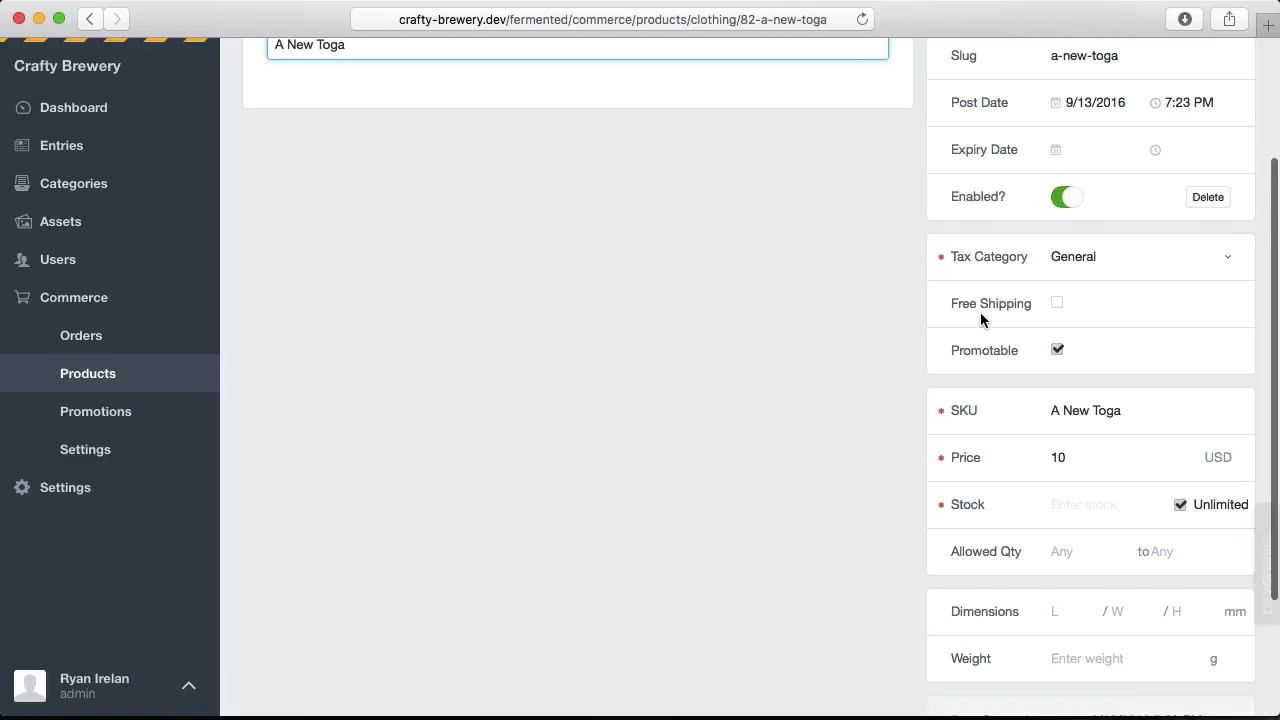 crafty-brewery.dev/fermented/commerce/products/clothing/82-a-new-toga
Crafty Brewery
Dashboard
Entries
Categories
Assets
Users
Commerce
Orders
Products
Promotions
Settings
Settings
Ryan Irelan
admin
A New Toga
Slug a-new-toga
Post Date 9/13/2016 7:23 PM
Expiry Date
Enabled? Delete
* Tax Category General
Free Shipping
Promotable
* SKU A New Toga
* Price 10 USD
* Stock Enter stock Unlimited
Allowed Qty Any to Any
Dimensions L / W / H mm
Weight Enter weight g